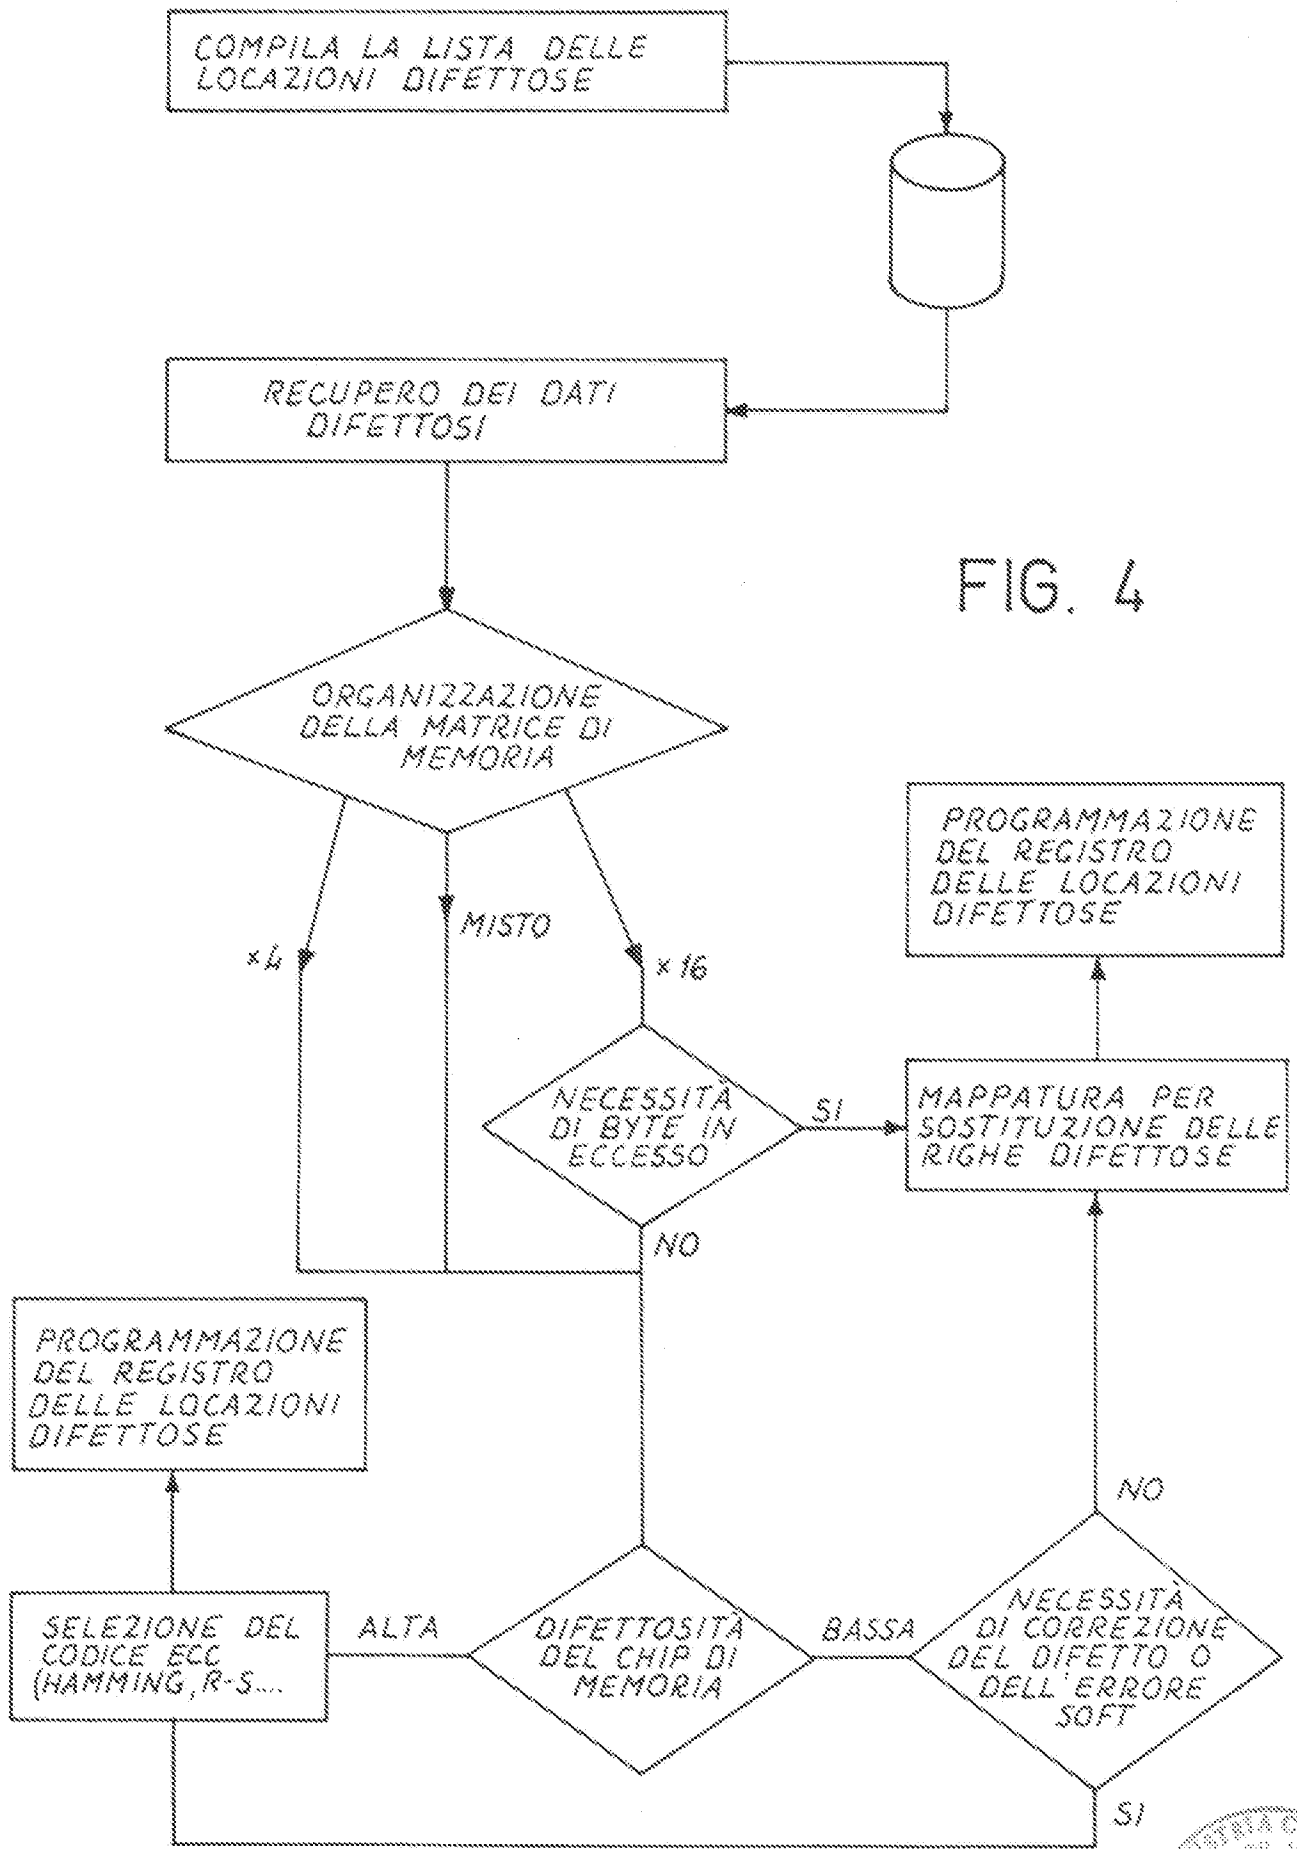 COMPILA LA LISTA DELLE
LOCAZIONI DIFETTOSE
RECUPERO DEI DATI
DIFETTOSI
FIG. 4
ORGANIZZAZIONE
DELLA MATRICE DI
MEMORIA
×4
MISTO
×16
PROGRAMMAZIONE
DEL REGISTRO
DELLE LOCAZIONI
DIFETTOSE
NECESSITÀ
DI BYTE IN
ECCESSO
SI
MAPPATURA PER
SOSTITUZIONE DELLE
RIGHE DIFETTOSE
NO
PROGRAMMAZIONE
DEL REGISTRO
DELLE LOCAZIONI
DIFETTOSE
NO
SELEZIONE DEL
CODICE ECC
(HAMMING, R-S....
ALTA
DIFETTOSITÀ
DEL CHIP DI
MEMORIA
BASSA
NECESSITÀ
DI CORREZIONE
DEL DIFETTO O
DELL'ERRORE
SOFT
SI